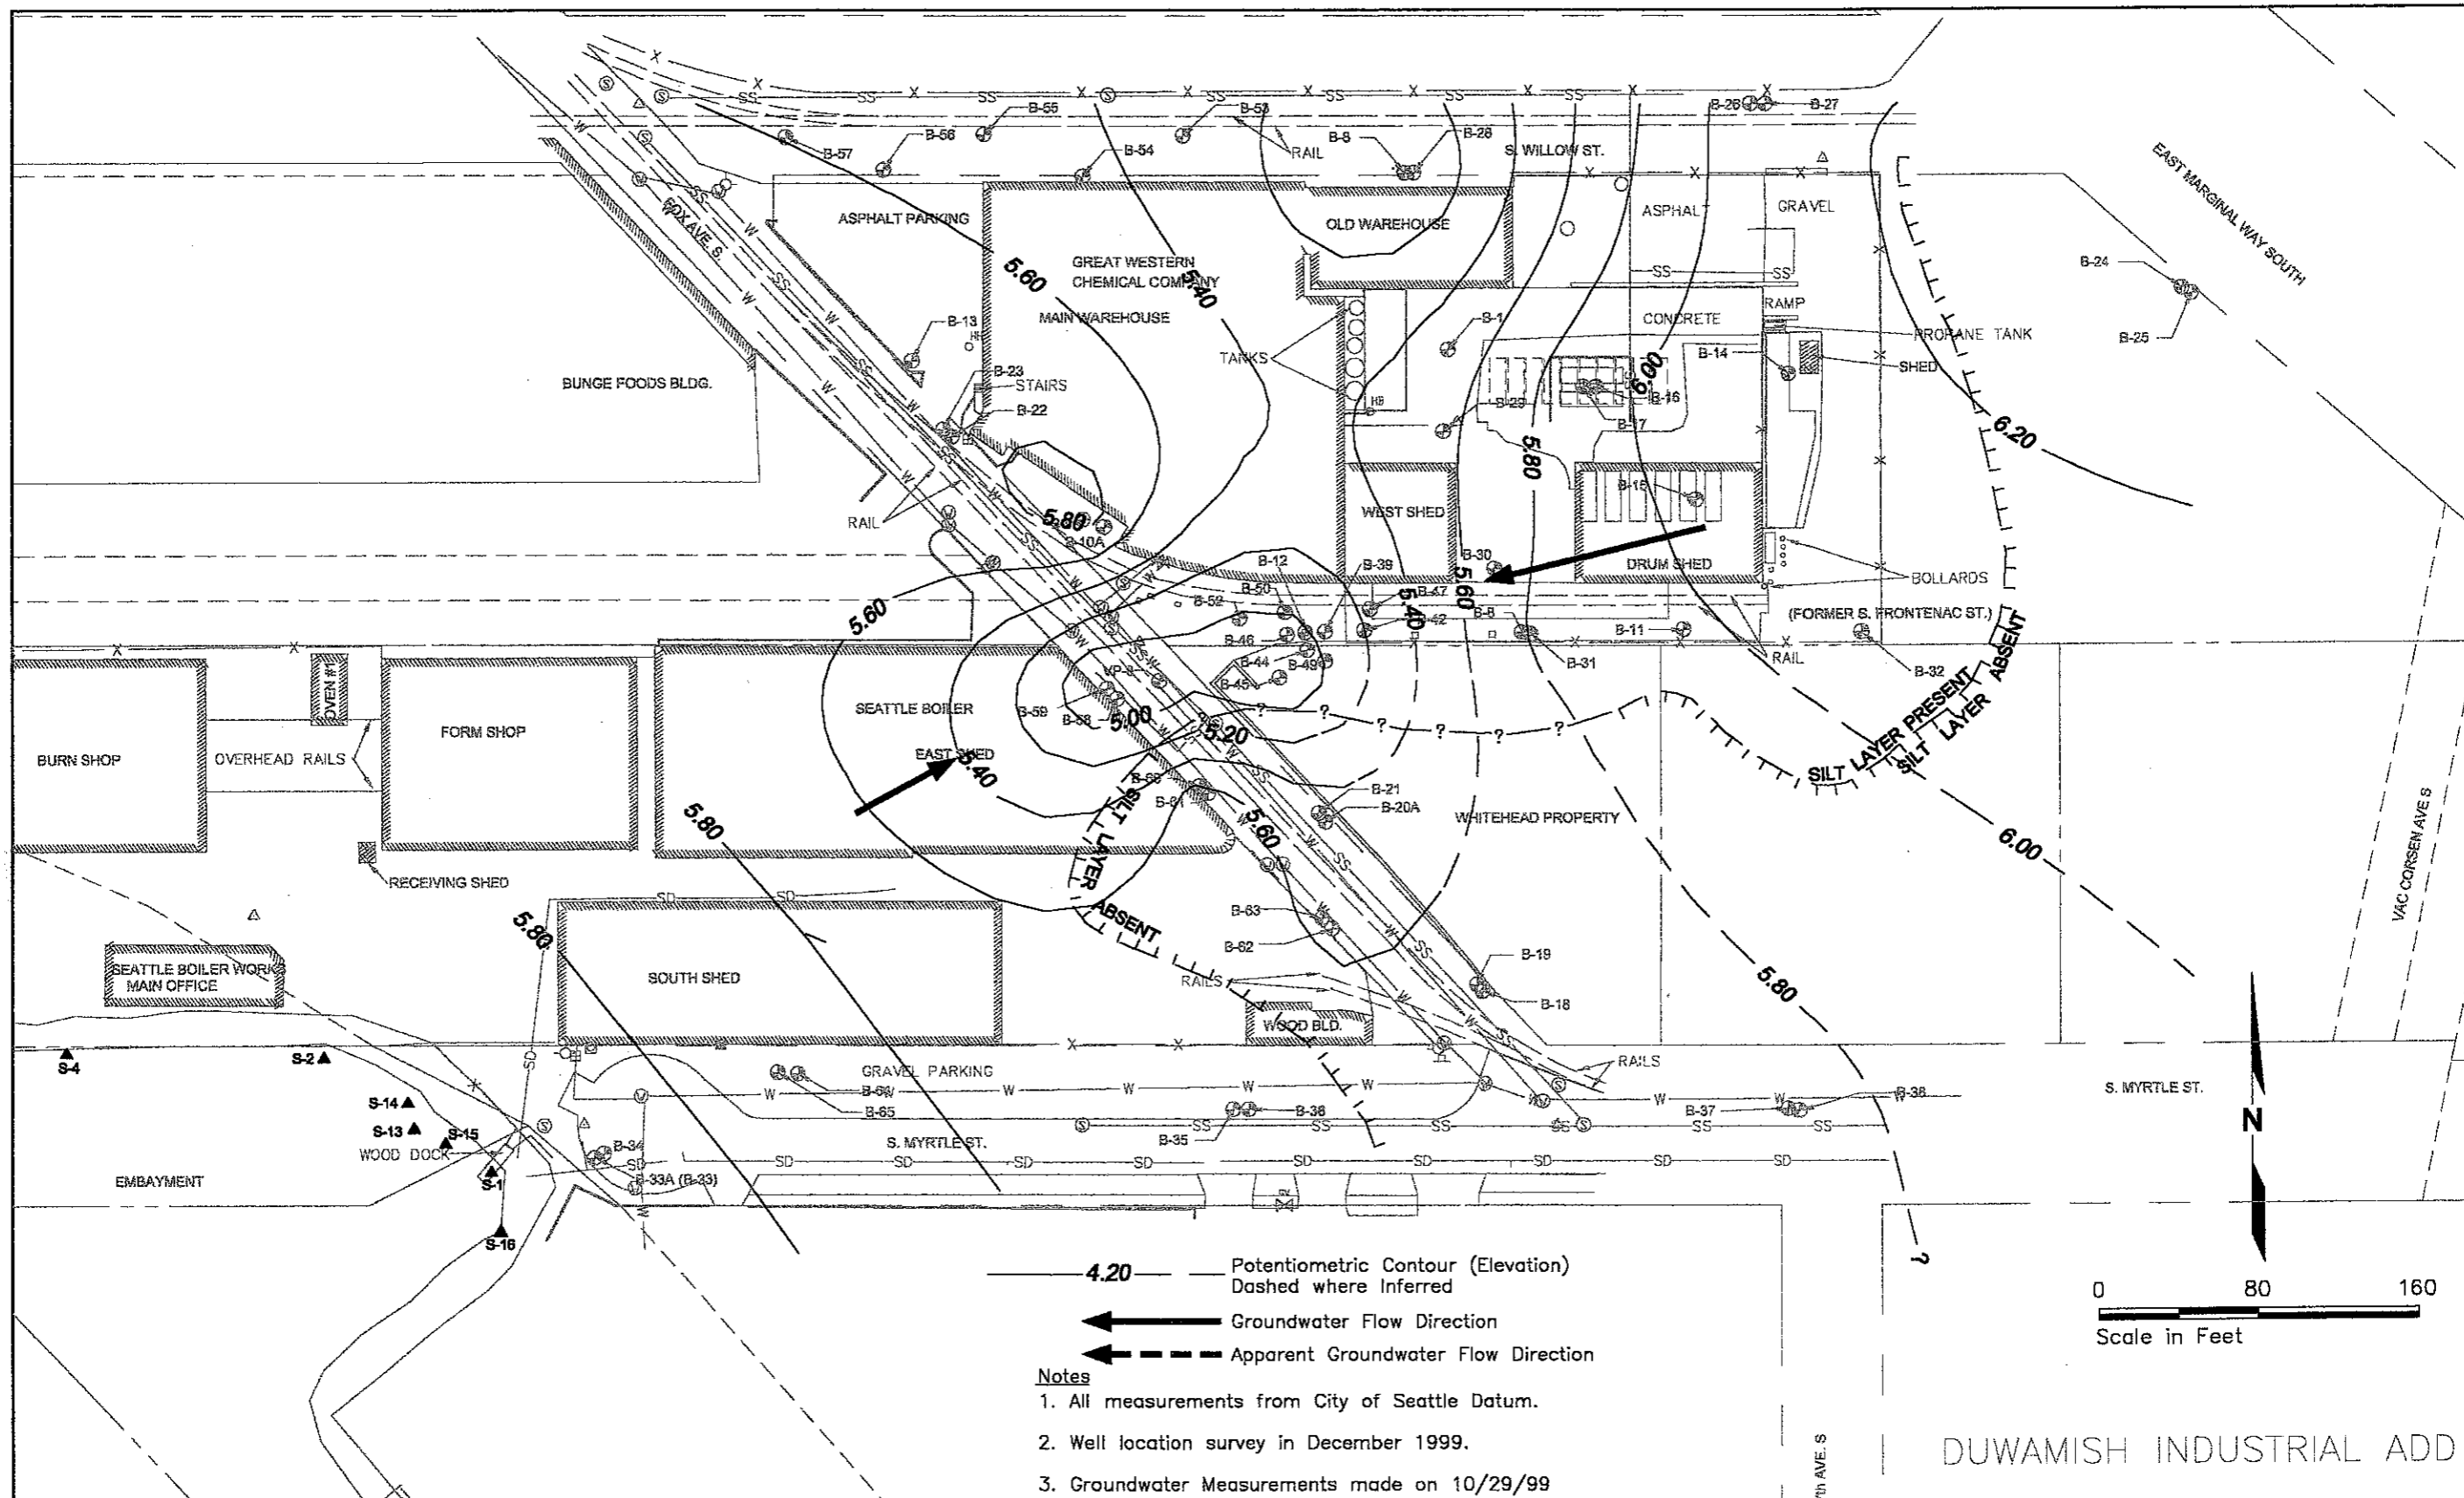 B-55
B-53
B-26
B-27
B-56
B-8
B-28
B-57
B-54
RAIL
S. WILLOW ST.
EAST MARGINAL WAY SOUTH
FOX AVE. S.
ASPHALT PARKING
OLD WAREHOUSE
ASPHALT
GRAVEL
GREAT WESTERN
CHEMICAL COMPANY
MAIN WAREHOUSE
5.60
5.40
B-24
B-25
RAMP
CONCRETE
PROPANE TANK
B-13
B-1
TANKS
B-14
SHED
BUNGE FOODS BLDG.
B-23
STAIRS
B-22
HB
6.00
B-16
B-29
B-17
5.80
6.20
B-15
RAIL
5.80
B-10A
WEST SHED
B-12
B-39
B-30
DRUM SHED
BOLLARDS
B-50
B-47
5.60
5.40
B-52
B-42
B-6
B-11
(FORMER S. FRONTENAC ST.)
5.60
B-46
B-44
B-49
B-45
B-31
RAIL
B-32
OVEN #1
FORM SHOP
SEATTLE BOILER
EAST SHED
B-59
B-58
5.00
5.20
BURN SHOP
OVERHEAD RAILS
5.40
SILT LAYER PRESENT
SILT LAYER ABSENT
B-60
B-61
B-21
B-20A
WHITEHEAD PROPERTY
5.80
5.60
6.00
SILT LAYER
ABSENT
RECEIVING SHED
VAC CORSEN AVE S
5.80
B-63
B-62
B-19
B-18
SEATTLE BOILER WORKS
MAIN OFFICE
SOUTH SHED
RAILS
5.80
WOOD BLD.
S-4
S-2
GRAVEL PARKING
RAILS
S. MYRTLE ST.
S-14
S-13
S-15
B-64
B-65
B-36
B-35
B-37
B-38
WOOD DOCK
B-34
S. MYRTLE ST.
S-1
B-33A (B-33)
EMBAYMENT
S-16
N
4.20
Potentiometric Contour (Elevation)
Dashed where Inferred
Groundwater Flow Direction
Apparent Groundwater Flow Direction
0 80 160
Scale in Feet
Notes
1. All measurements from City of Seattle Datum.
2. Well location survey in December 1999.
3. Groundwater Measurements made on 10/29/99
7th AVE. S
DUWAMISH INDUSTRIAL ADD